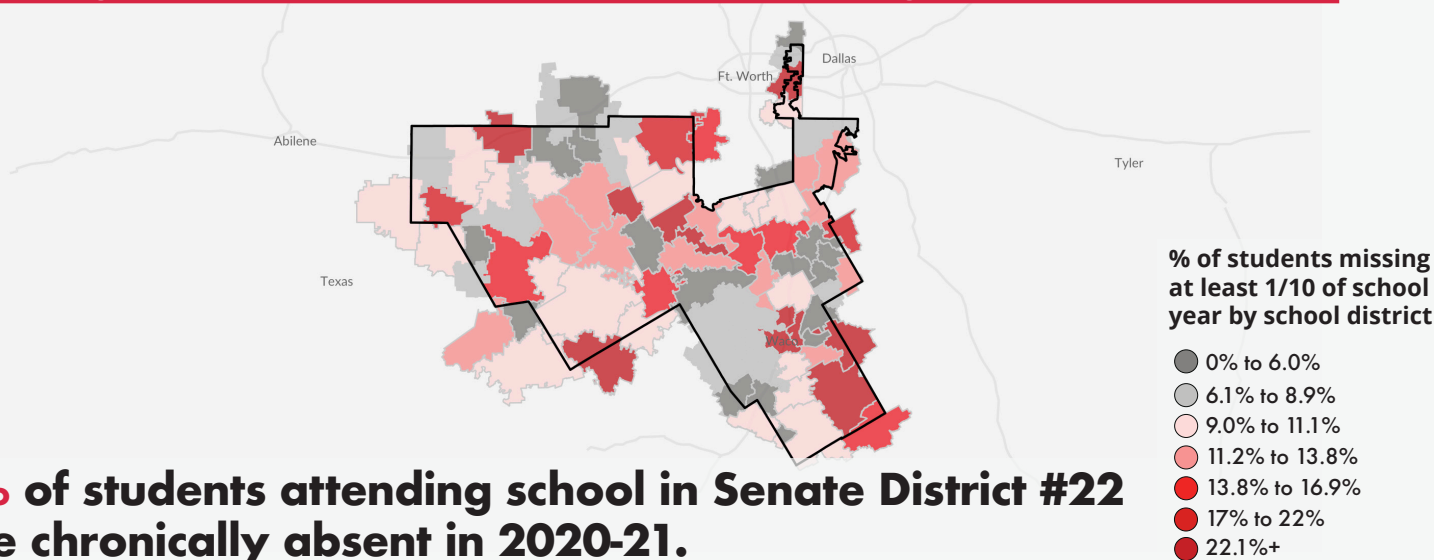 Dallas
Ft. Worth
Abilene
Tyler
Texas
Waco
% of students missing
at least 1/10 of school
year by school district
0% to 6.0%
6.1% to 8.9%
9.0% to 11.1%
11.2% to 13.8%
13.8% to 16.9%
17% to 22%
22.1%+
% of students attending school in Senate District #22
e chronically absent in 2020-21.